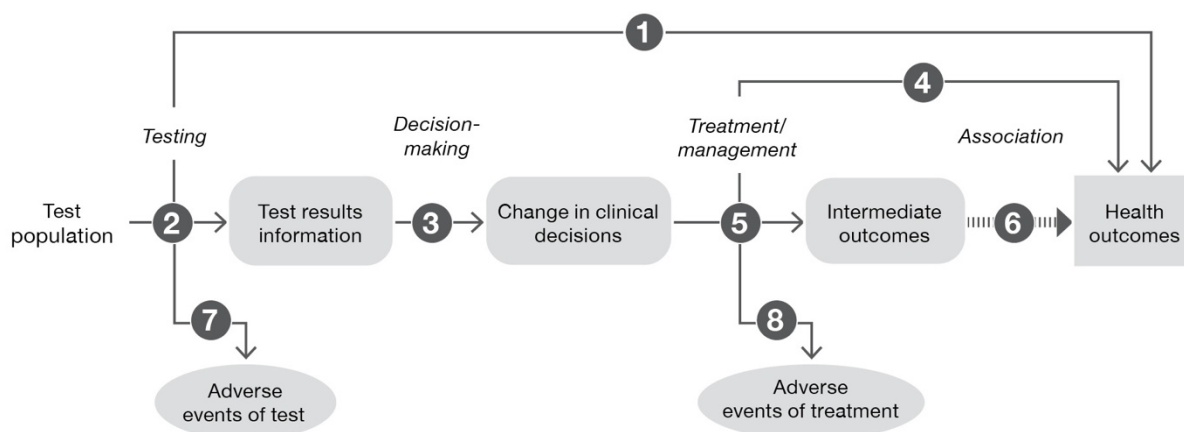 1
4
Testing
Decision-
making
Treatment/
management
Association
Test
population
2
Test results
information
3
Change in clinical
decisions
5
Intermediate
outcomes
6
Health
outcomes
7
8
Adverse
events of test
Adverse
events of treatment